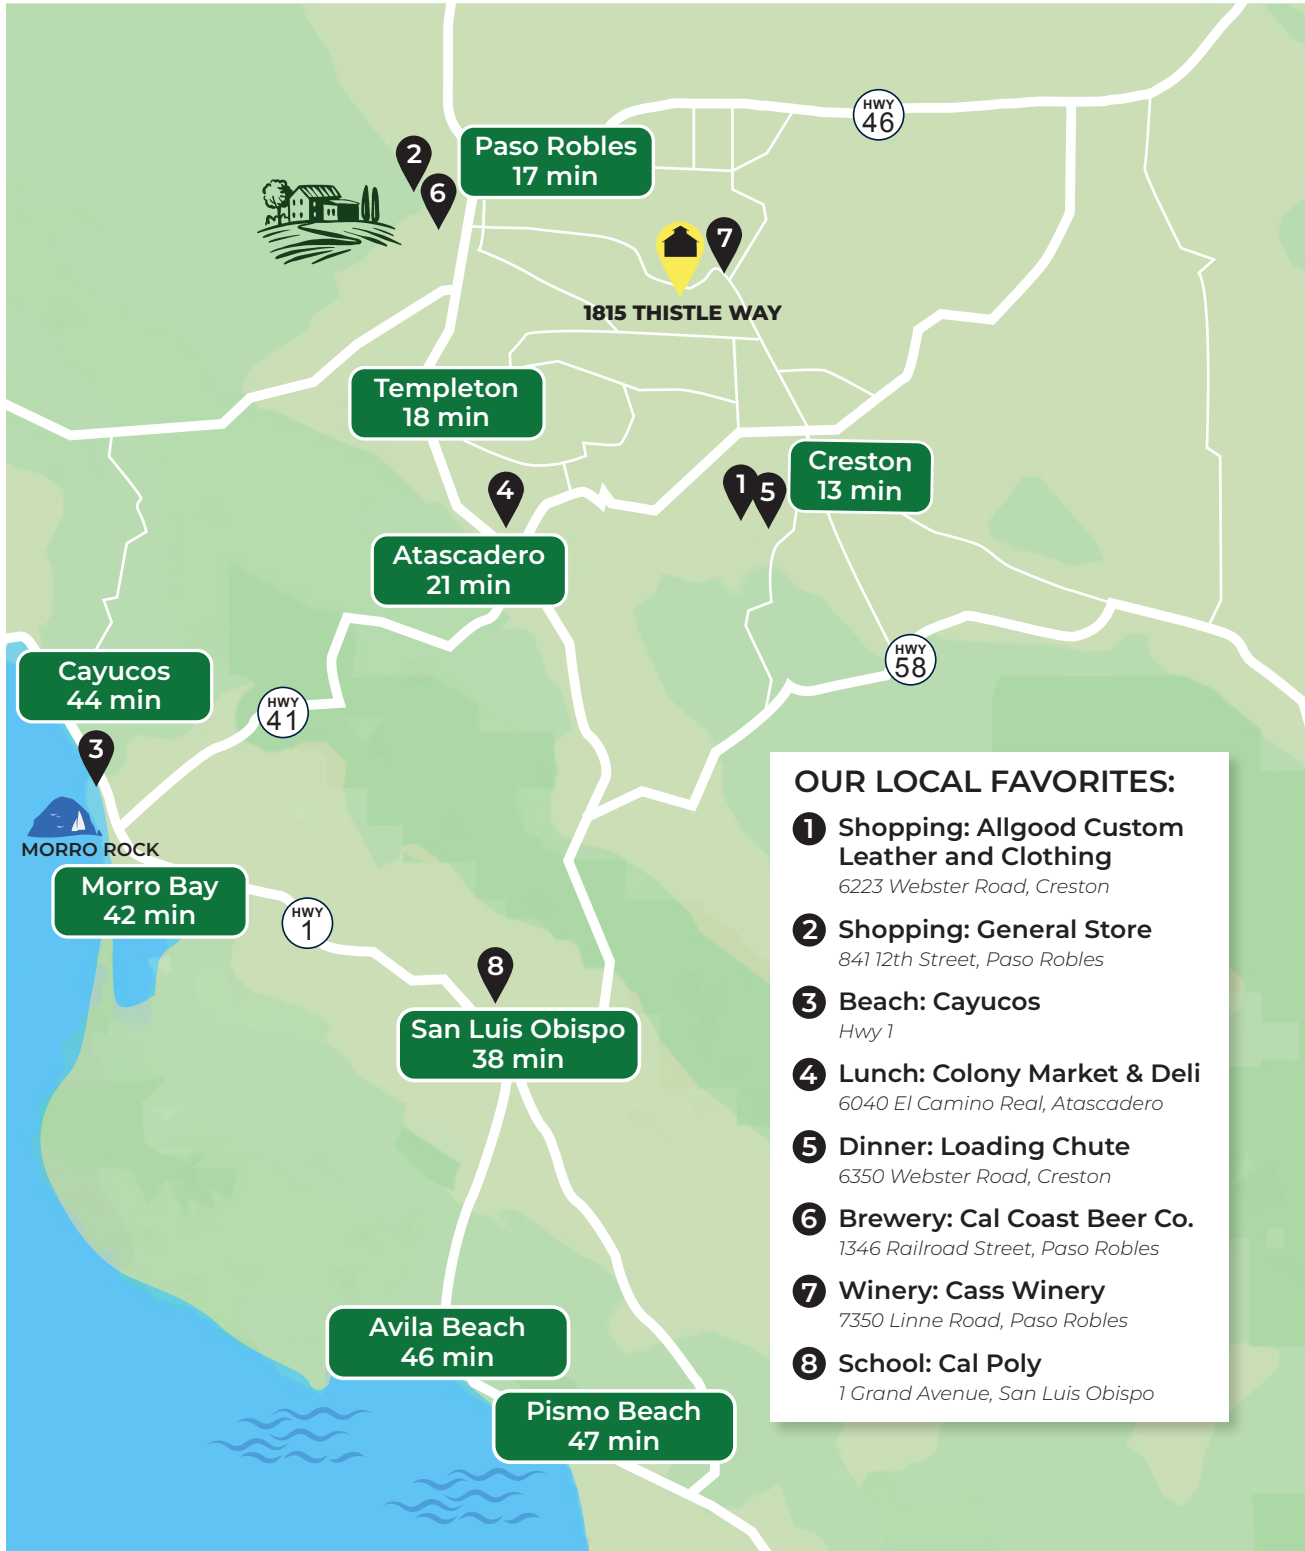 HWY
46
Paso Robles
17 min
2
6
7
1815 THISTLE WAY
Templeton
18 min
Creston
13 min
1
5
4
Atascadero
21 min
HWY
58
Cayucos
44 min
HWY
41
3
MORRO ROCK
Morro Bay
42 min
HWY
1
8
San Luis Obispo
38 min
Avila Beach
46 min
Pismo Beach
47 min
OUR LOCAL FAVORITES:
1 Shopping: Allgood Custom
Leather and Clothing
6223 Webster Road, Creston
2 Shopping: General Store
841 12th Street, Paso Robles
3 Beach: Cayucos
Hwy 1
4 Lunch: Colony Market & Deli
6040 El Camino Real, Atascadero
5 Dinner: Loading Chute
6350 Webster Road, Creston
6 Brewery: Cal Coast Beer Co.
1346 Railroad Street, Paso Robles
7 Winery: Cass Winery
7350 Linne Road, Paso Robles
8 School: Cal Poly
1 Grand Avenue, San Luis Obispo